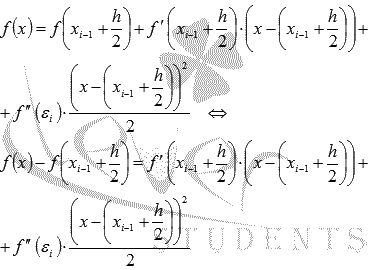 f(x) = f(x_{i-1} + h/2) + f'(x_{i-1} + h/2)·(x − (x_{i-1} + h/2)) +
+ f''(ε_i)·(x − (x_{i-1} + h/2))²/2 ⇔
f(x) − f(x_{i-1} + h/2) = f'(x_{i-1} + h/2)·(x − (x_{i-1} + h/2)) +
+ f''(ε_i)·(x − (x_{i-1} + h/2))²/2
STUDENTS